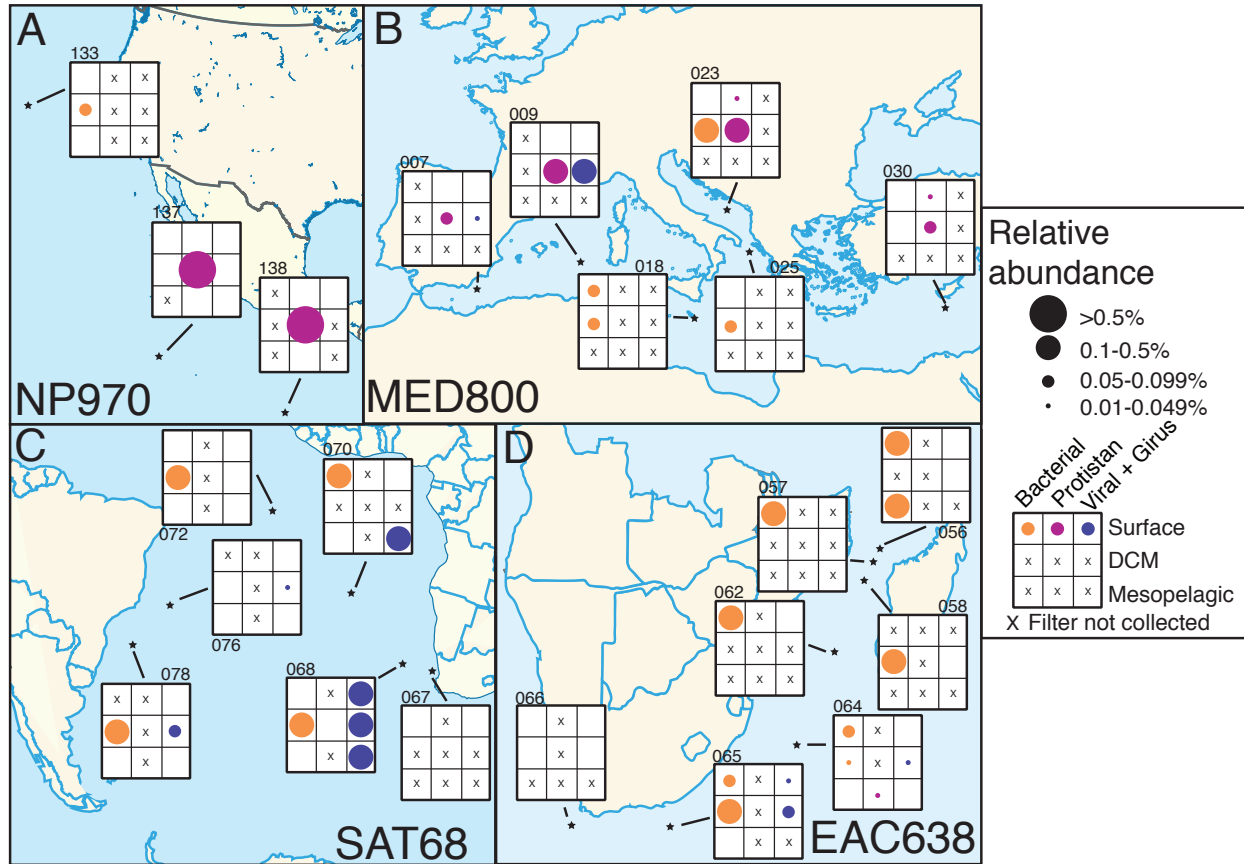 A
133
137
138
NP970
B
007
009
023
030
018
025
MED800
C
070
072
076
078
068
067
SAT68
D
057
056
062
058
066
065
064
EAC638
Relative
abundance
>0.5%
0.1-0.5%
0.05-0.099%
0.01-0.049%
Bacterial
Protistan
Viral + Girus
Surface
x x x DCM
x x x Mesopelagic
X Filter not collected